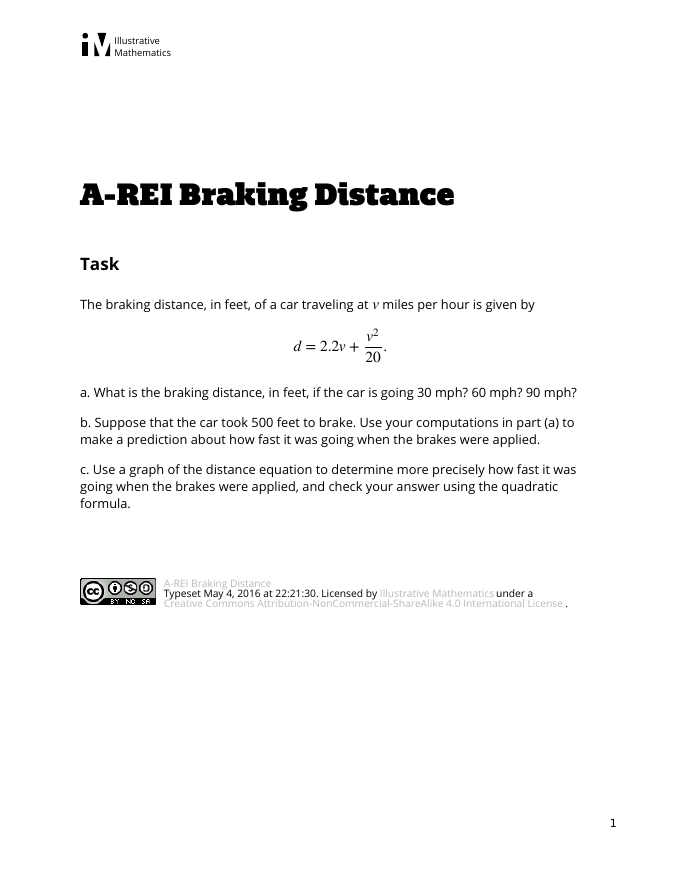 Illustrative
Mathematics
A-REI Braking Distance
Task
The braking distance, in feet, of a car traveling at v miles per hour is given by
d = 2.2v + v²/20.
a. What is the braking distance, in feet, if the car is going 30 mph? 60 mph? 90 mph?
b. Suppose that the car took 500 feet to brake. Use your computations in part (a) to
make a prediction about how fast it was going when the brakes were applied.
c. Use a graph of the distance equation to determine more precisely how fast it was
going when the brakes were applied, and check your answer using the quadratic
formula.
cc BY NC SA
A-REI Braking Distance
Typeset May 4, 2016 at 22:21:30. Licensed by Illustrative Mathematics under a
Creative Commons Attribution-NonCommercial-ShareAlike 4.0 International License .
1